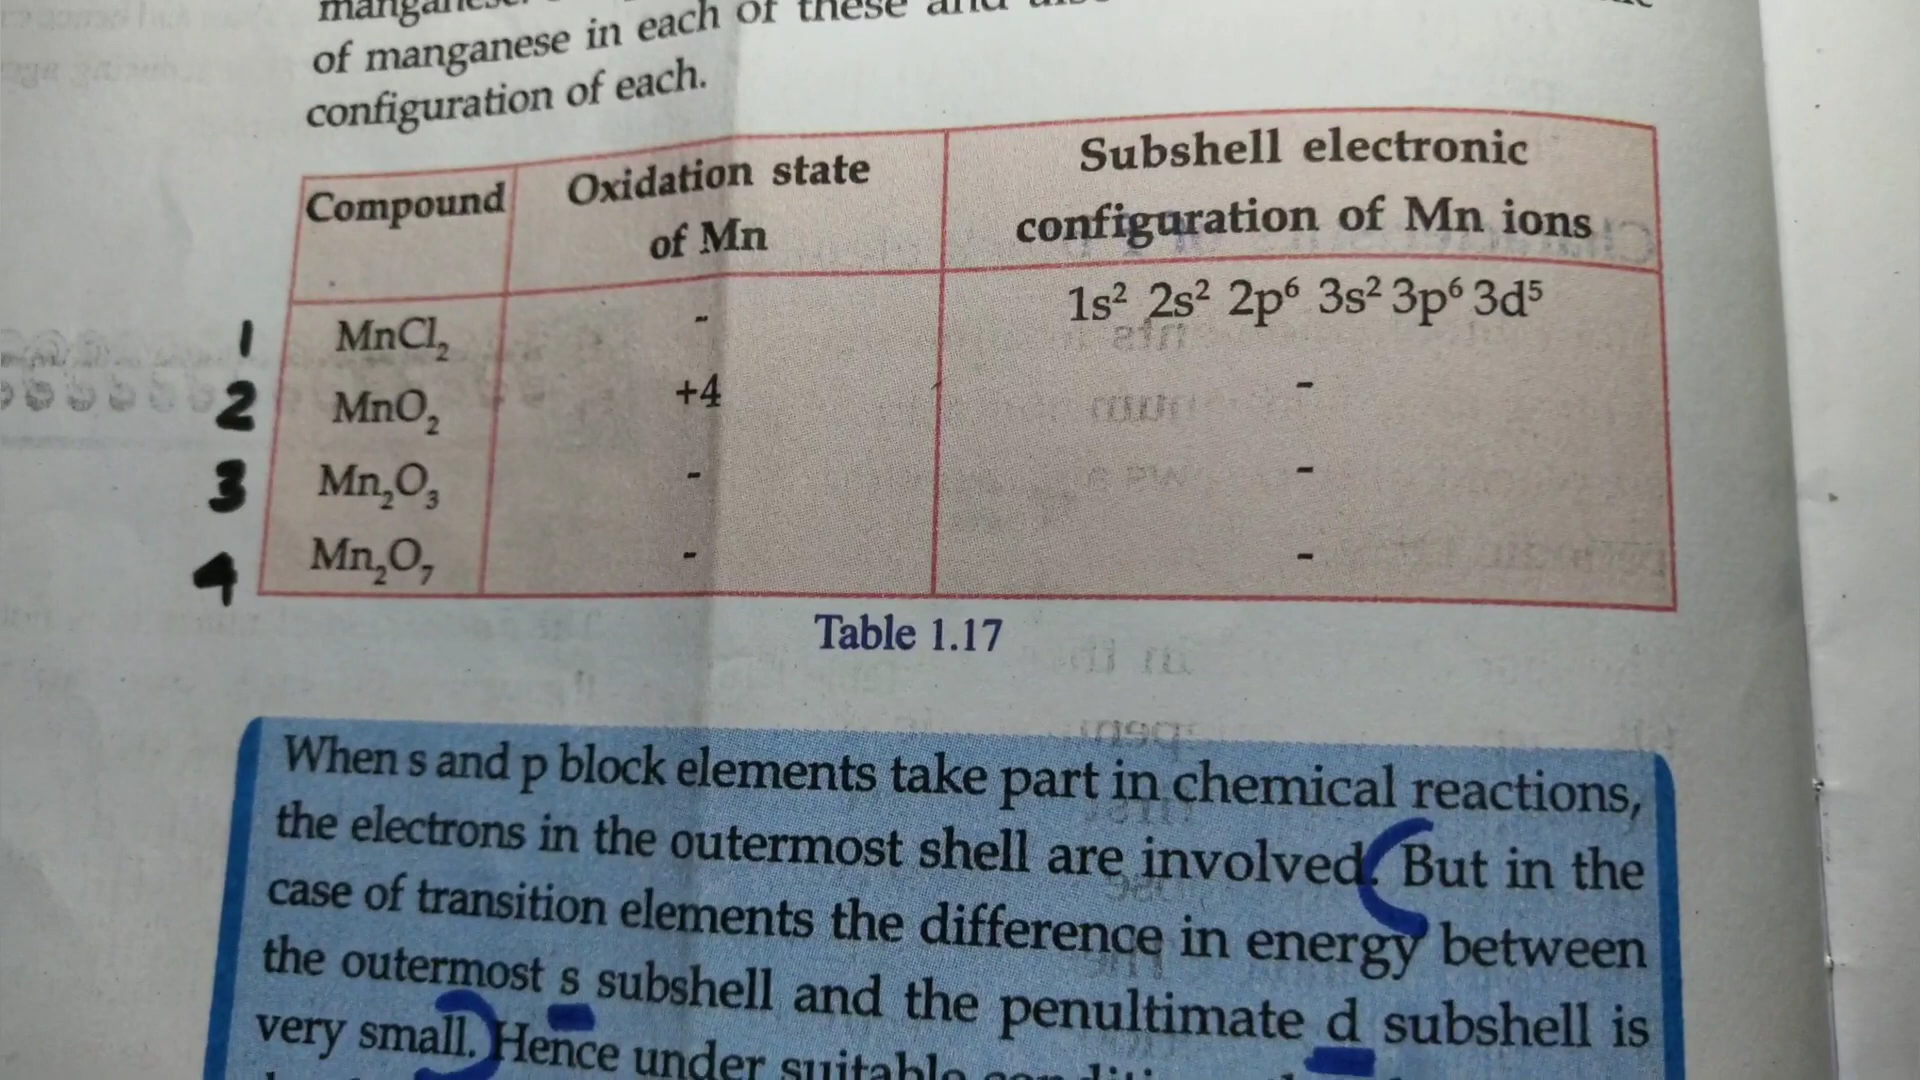 of manganese in each of these and
configuration of each.
Compound Oxidation state of Mn Subshell electronic configuration of Mn ions
1 MnCl₂ - 1s² 2s² 2p⁶ 3s² 3p⁶ 3d⁵
2 MnO₂ +4 -
3 Mn₂O₃ - -
4 Mn₂O₇ - -
Table 1.17
When s and p block elements take part in chemical reactions,
the electrons in the outermost shell are involved. But in the
case of transition elements the difference in energy between
the outermost s subshell and the penultimate d subshell is
very small. Hence under suitable